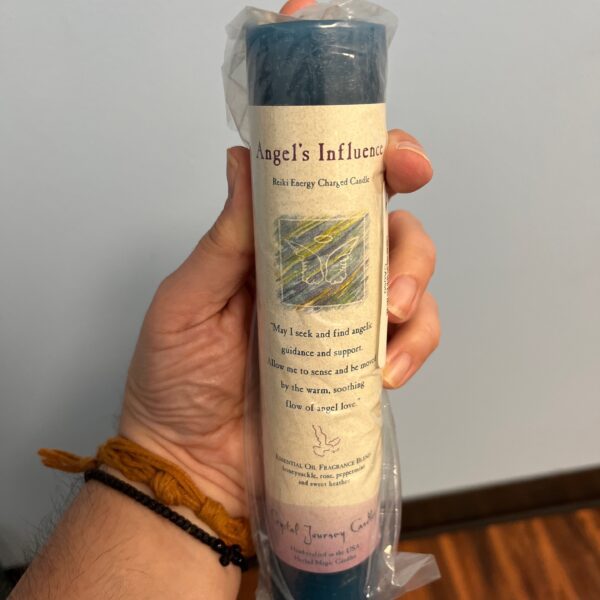 Angel's Influence
Reiki Energy Charged Candle
"May I seek and find angelic
guidance and support.
Allow me to sense and be moved
by the warm, soothing
flow of angel love."
Essential Oil Fragrance Blend
honeysuckle, rose, peppermint
and sweet heather
Crystal Journey Candles
Handcrafted in the USA
Herbal Magic Candles